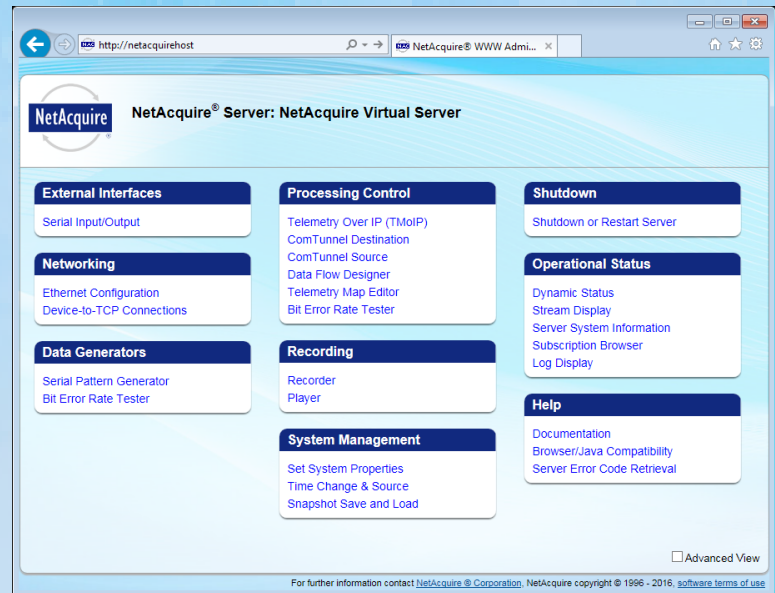 http://netacquirehost
NetAcquire® WWW Admi...
NetAcquire
®
NetAcquire® Server: NetAcquire Virtual Server
External Interfaces
Serial Input/Output
Networking
Ethernet Configuration
Device-to-TCP Connections
Data Generators
Serial Pattern Generator
Bit Error Rate Tester
Processing Control
Telemetry Over IP (TMoIP)
ComTunnel Destination
ComTunnel Source
Data Flow Designer
Telemetry Map Editor
Bit Error Rate Tester
Recording
Recorder
Player
System Management
Set System Properties
Time Change & Source
Snapshot Save and Load
Shutdown
Shutdown or Restart Server
Operational Status
Dynamic Status
Stream Display
Server System Information
Subscription Browser
Log Display
Help
Documentation
Browser/Java Compatibility
Server Error Code Retrieval
Advanced View
For further information contact NetAcquire ® Corporation, NetAcquire copyright © 1996 - 2016, software terms of use